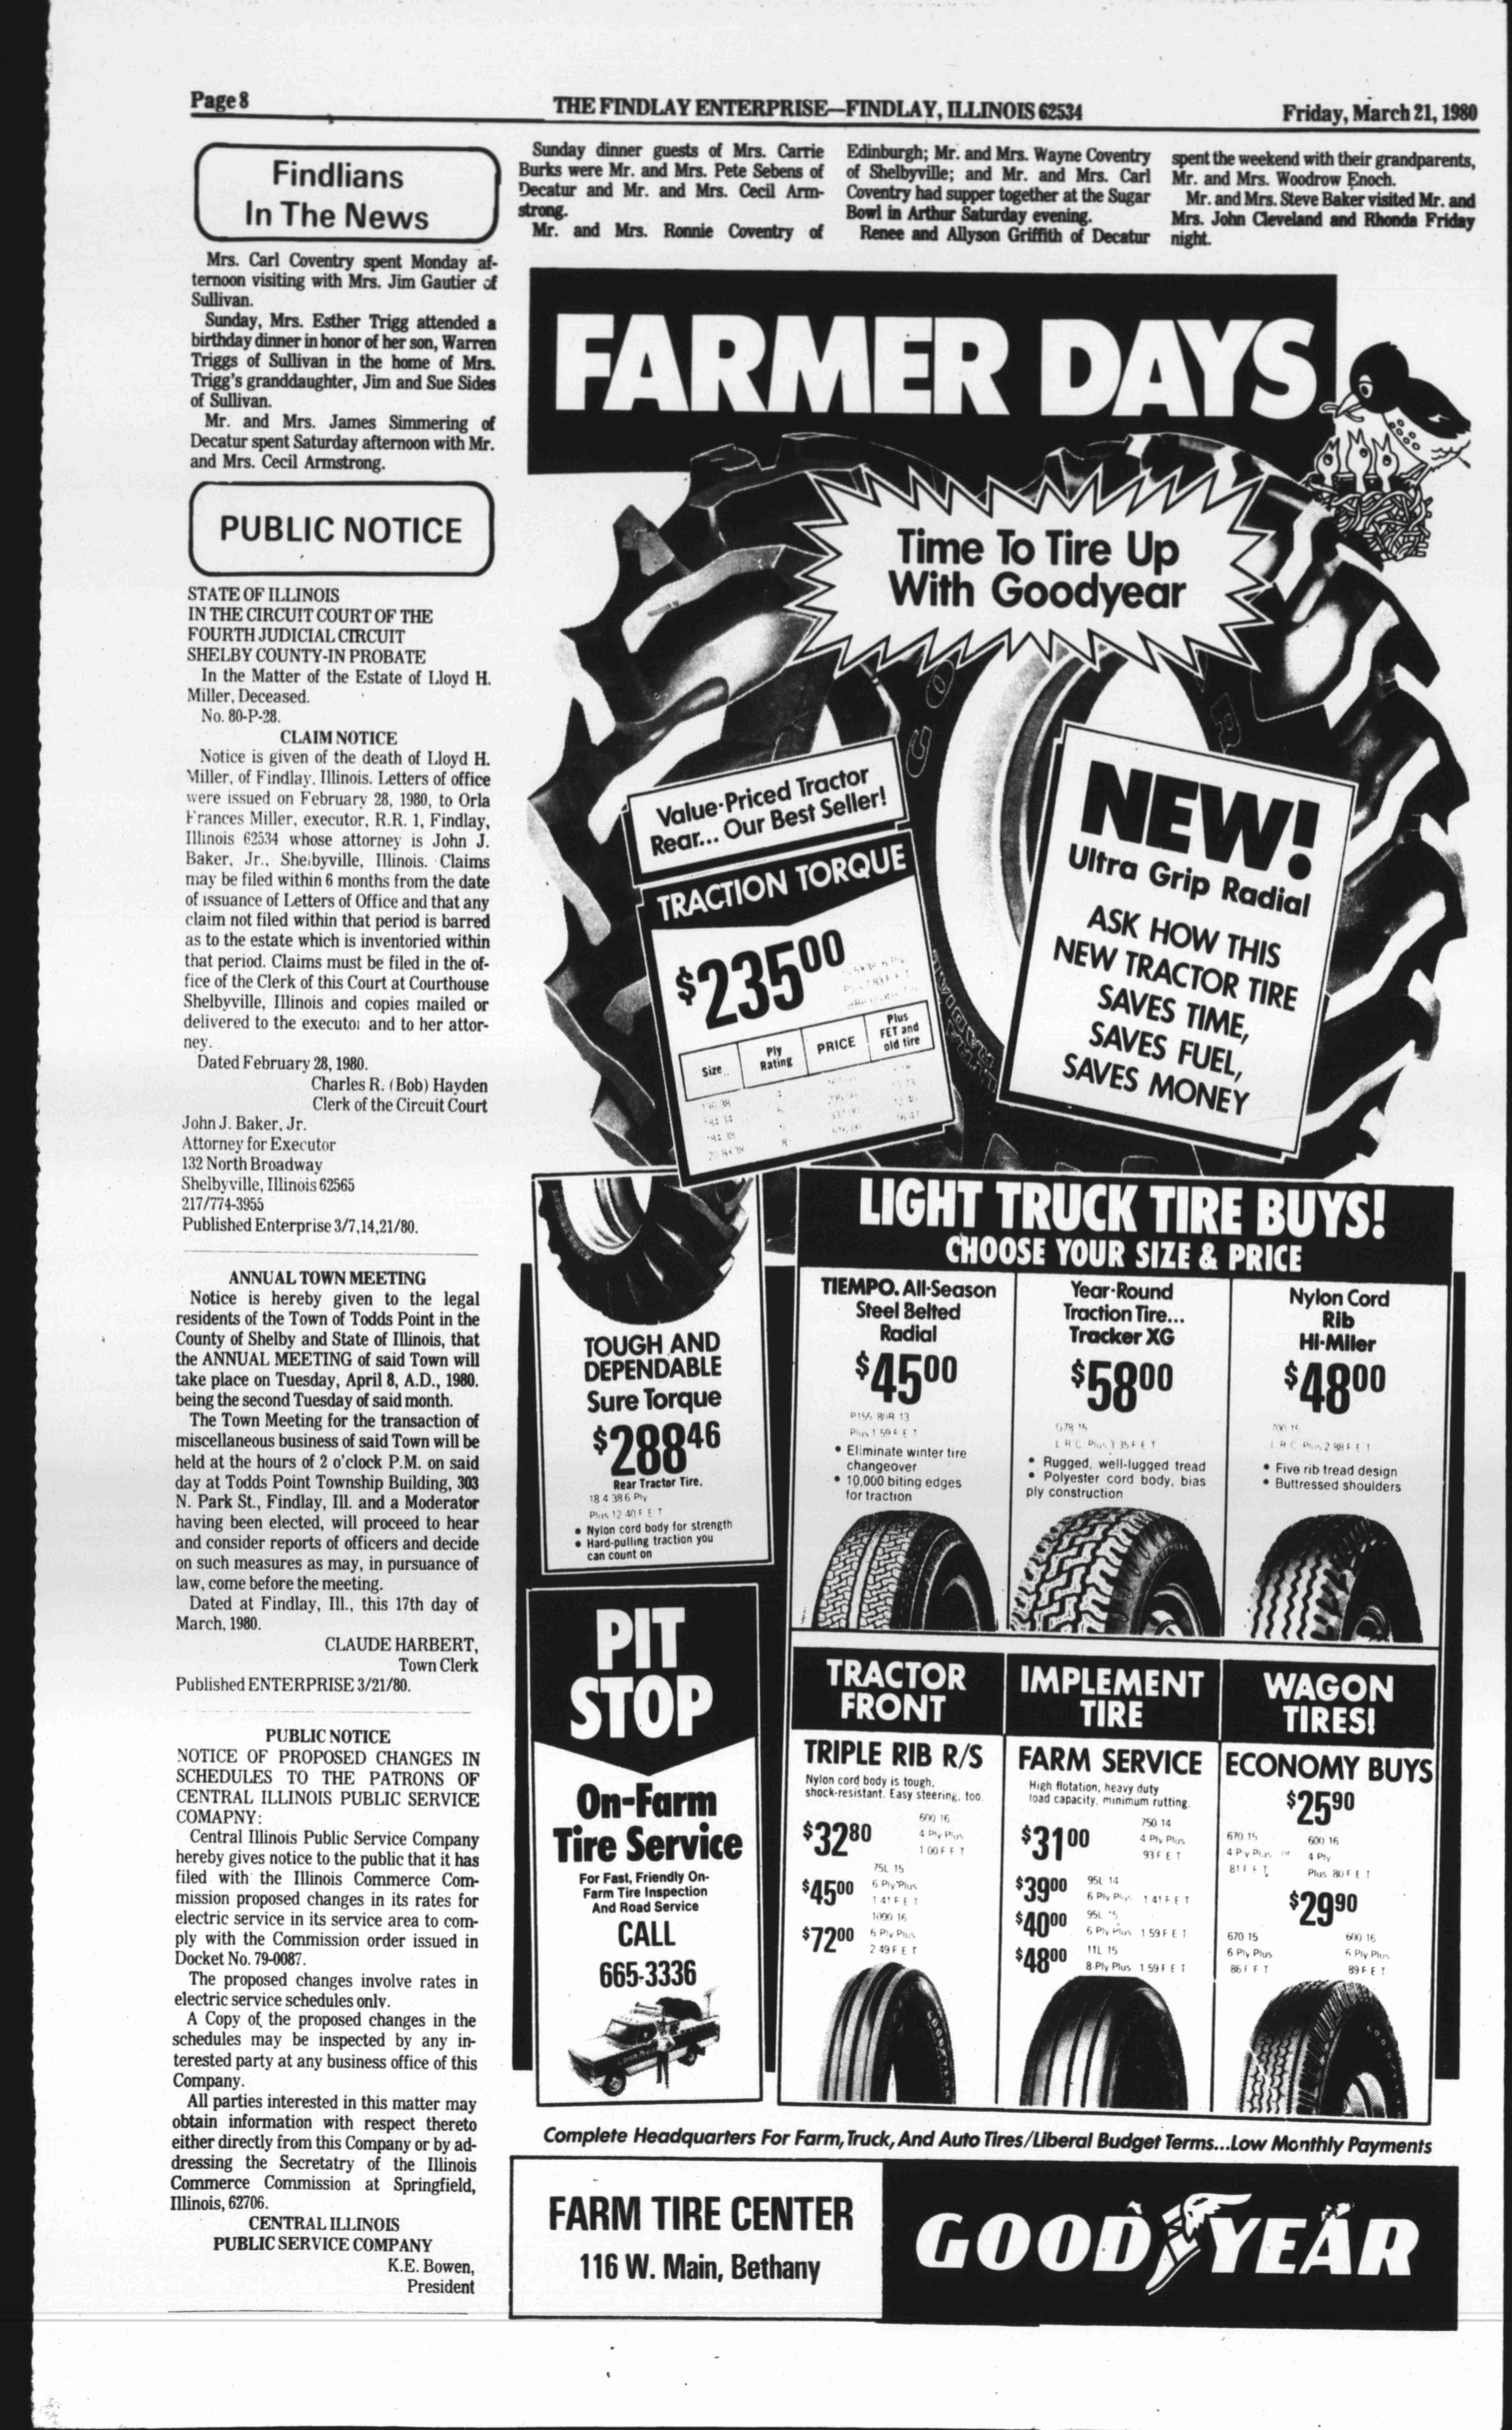 Page 8
THE FINDLAY ENTERPRISE—FINDLAY, ILLINOIS 62534
Friday, March 21, 1980
Findlians
In The News
Mrs. Carl Coventry spent Monday af-
ternoon visiting with Mrs. Jim Gautier of
Sullivan.
Sunday, Mrs. Esther Trigg attended a
birthday dinner in honor of her son, Warren
Triggs of Sullivan in the home of Mrs.
Trigg's granddaughter, Jim and Sue Sides
of Sullivan.
Mr. and Mrs. James Simmering of
Decatur spent Saturday afternoon with Mr.
and Mrs. Cecil Armstrong.
Sunday dinner guests of Mrs. Carrie
Burks were Mr. and Mrs. Pete Sebens of
Decatur and Mr. and Mrs. Cecil Arm-
strong.
Mr. and Mrs. Ronnie Coventry of
Edinburgh; Mr. and Mrs. Wayne Coventry
of Shelbyville; and Mr. and Mrs. Carl
Coventry had supper together at the Sugar
Bowl in Arthur Saturday evening.
Renee and Allyson Griffith of Decatur
spent the weekend with their grandparents,
Mr. and Mrs. Woodrow Enoch.
Mr. and Mrs. Steve Baker visited Mr. and
Mrs. John Cleveland and Rhonda Friday
night.
PUBLIC NOTICE
STATE OF ILLINOIS
IN THE CIRCUIT COURT OF THE
FOURTH JUDICIAL CIRCUIT
SHELBY COUNTY-IN PROBATE
In the Matter of the Estate of Lloyd H.
Miller, Deceased.
No. 80-P-28.
CLAIM NOTICE
Notice is given of the death of Lloyd H.
Miller, of Findlay, Illinois. Letters of office
were issued on February 28, 1980, to Orla
Frances Miller, executor, R.R. 1, Findlay,
Illinois 62534 whose attorney is John J.
Baker, Jr., Shelbyville, Illinois. Claims
may be filed within 6 months from the date
of issuance of Letters of Office and that any
claim not filed within that period is barred
as to the estate which is inventoried within
that period. Claims must be filed in the of-
fice of the Clerk of this Court at Courthouse
Shelbyville, Illinois and copies mailed or
delivered to the executor and to her attor-
ney.
Dated February 28, 1980.
Charles R. (Bob) Hayden
Clerk of the Circuit Court
John J. Baker, Jr.
Attorney for Executor
132 North Broadway
Shelbyville, Illinois 62565
217/774-3955
Published Enterprise 3/7,14,21/80.
ANNUAL TOWN MEETING
Notice is hereby given to the legal
residents of the Town of Todds Point in the
County of Shelby and State of Illinois, that
the ANNUAL MEETING of said Town will
take place on Tuesday, April 8, A.D., 1980.
being the second Tuesday of said month.
The Town Meeting for the transaction of
miscellaneous business of said Town will be
held at the hours of 2 o'clock P.M. on said
day at Todds Point Township Building, 303
N. Park St., Findlay, Ill. and a Moderator
having been elected, will proceed to hear
and consider reports of officers and decide
on such measures as may, in pursuance of
law, come before the meeting.
Dated at Findlay, Ill., this 17th day of
March, 1980.
CLAUDE HARBERT,
Town Clerk
Published ENTERPRISE 3/21/80.
PUBLIC NOTICE
NOTICE OF PROPOSED CHANGES IN
SCHEDULES TO THE PATRONS OF
CENTRAL ILLINOIS PUBLIC SERVICE
COMAPNY:
Central Illinois Public Service Company
hereby gives notice to the public that it has
filed with the Illinois Commerce Com-
mission proposed changes in its rates for
electric service in its service area to com-
ply with the Commission order issued in
Docket No. 79-0087.
The proposed changes involve rates in
electric service schedules only.
A Copy of the proposed changes in the
schedules may be inspected by any in-
terested party at any business office of this
Company.
All parties interested in this matter may
obtain information with respect thereto
either directly from this Company or by ad-
dressing the Secretatry of the Illinois
Commerce Commission at Springfield,
Illinois, 62706.
CENTRAL ILLINOIS
PUBLIC SERVICE COMPANY
K.E. Bowen,
President
FARMER DAYS
Time To Tire Up
With Goodyear
Value-Priced Tractor
Rear... Our Best Seller!
TRACTION TORQUE
$235 00
Size
Ply Rating
PRICE
Plus FET and old tire
NEW!
Ultra Grip Radial
ASK HOW THIS
NEW TRACTOR TIRE
SAVES TIME,
SAVES FUEL,
SAVES MONEY
TOUGH AND
DEPENDABLE
Sure Torque
$288 46
Rear Tractor Tire.
18 4 38 6 Ply
Plus 12 40 F E T
• Nylon cord body for strength
• Hard-pulling traction you
can count on
LIGHT TRUCK TIRE BUYS!
CHOOSE YOUR SIZE & PRICE
TIEMPO. All-Season
Steel Belted
Radial
$45 00
P155 80R 13
Plus 1 59 F E T
• Eliminate winter tire
changeover
• 10,000 biting edges
for traction
Year-Round
Traction Tire...
Tracker XG
$58 00
G78 15
• Rugged, well-lugged tread
• Polyester cord body, bias
ply construction
Nylon Cord
Rib
Hi-Miler
$48 00
• Five rib tread design
• Buttressed shoulders
PIT
STOP
On-Farm
Tire Service
For Fast, Friendly On-
Farm Tire Inspection
And Road Service
CALL
665-3336
TRACTOR
FRONT
TRIPLE RIB R/S
Nylon cord body is tough,
shock-resistant. Easy steering, too.
$32 80
600 16
4 Ply Plus
1 00 F E T
$45 00
75L 15
6 Ply Plus
1 41 F E T
$72 00
1000 16
6 Ply Plus
2 49 F E T
IMPLEMENT
TIRE
FARM SERVICE
High flotation, heavy duty
load capacity, minimum rutting.
$31 00
750 14
4 Ply Plus
93 F E T
$39 00
95L 14
6 Ply Plus 1 41 F E T
$40 00
95L 15
6 Ply Plus 1 59 F E T
$48 00
11L 15
8-Ply Plus 1 59 F E T
WAGON
TIRES!
ECONOMY BUYS
$25 90
670 15
4 Ply Plus
81 F E T
or
600 16
4 Ply
Plus 80 F E T
$29 90
670 15
6 Ply Plus
86 F E T
600 16
6 Ply Plus
89 F E T
Complete Headquarters For Farm, Truck, And Auto Tires/Liberal Budget Terms...Low Monthly Payments
FARM TIRE CENTER
116 W. Main, Bethany
GOODYEAR